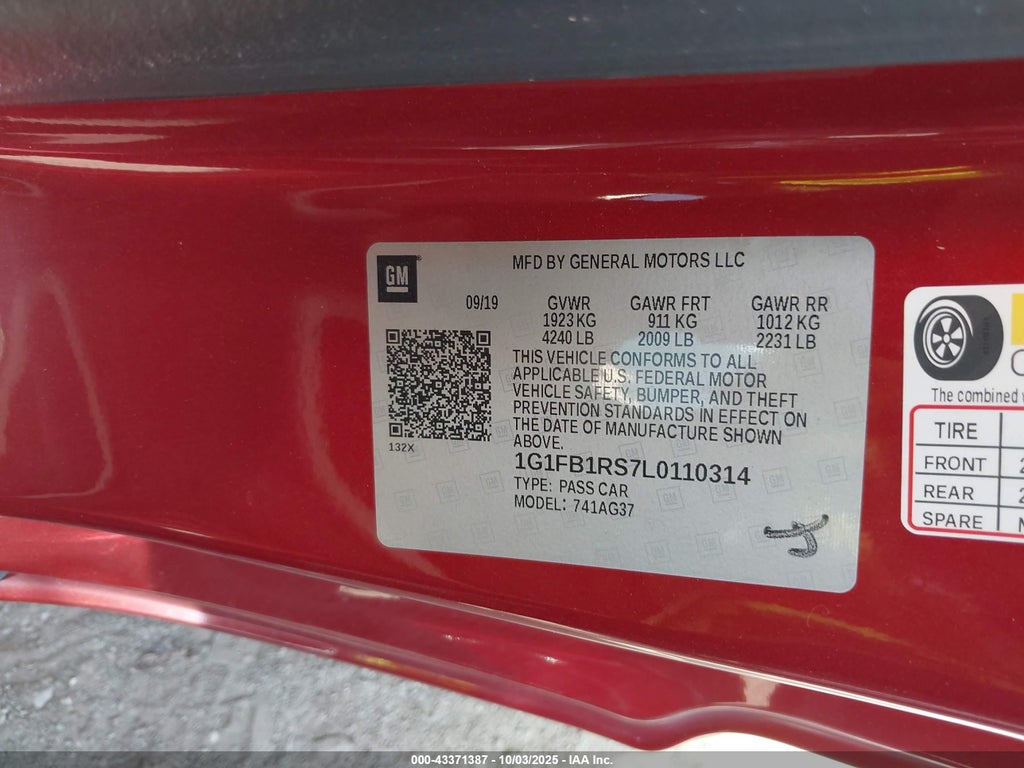 GM
MFD BY GENERAL MOTORS LLC
09/19 GVWR GAWR FRT GAWR RR
1923 KG 911 KG 1012 KG
4240 LB 2009 LB 2231 LB
THIS VEHICLE CONFORMS TO ALL
APPLICABLE U.S. FEDERAL MOTOR
VEHICLE SAFETY, BUMPER, AND THEFT
PREVENTION STANDARDS IN EFFECT ON
THE DATE OF MANUFACTURE SHOWN
ABOVE.
132X
1G1FB1RS7L0110314
TYPE: PASS CAR
MODEL: 741AG37
The combined
TIRE
FRONT
REAR
SPARE
000-43371387 - 10/03/2025 - IAA Inc.